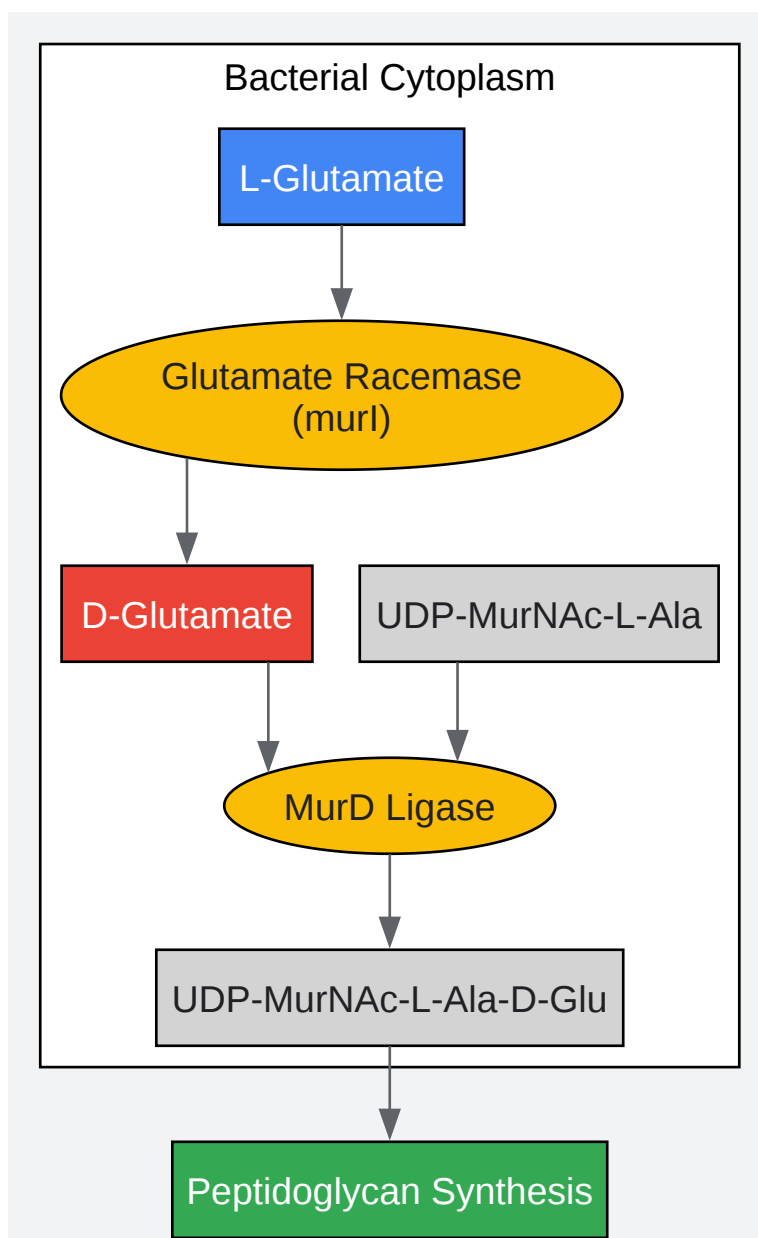 Bacterial Cytoplasm
L-Glutamate
Glutamate Racemase
(murI)
D-Glutamate
UDP-MurNAc-L-Ala
MurD Ligase
UDP-MurNAc-L-Ala-D-Glu
Peptidoglycan Synthesis